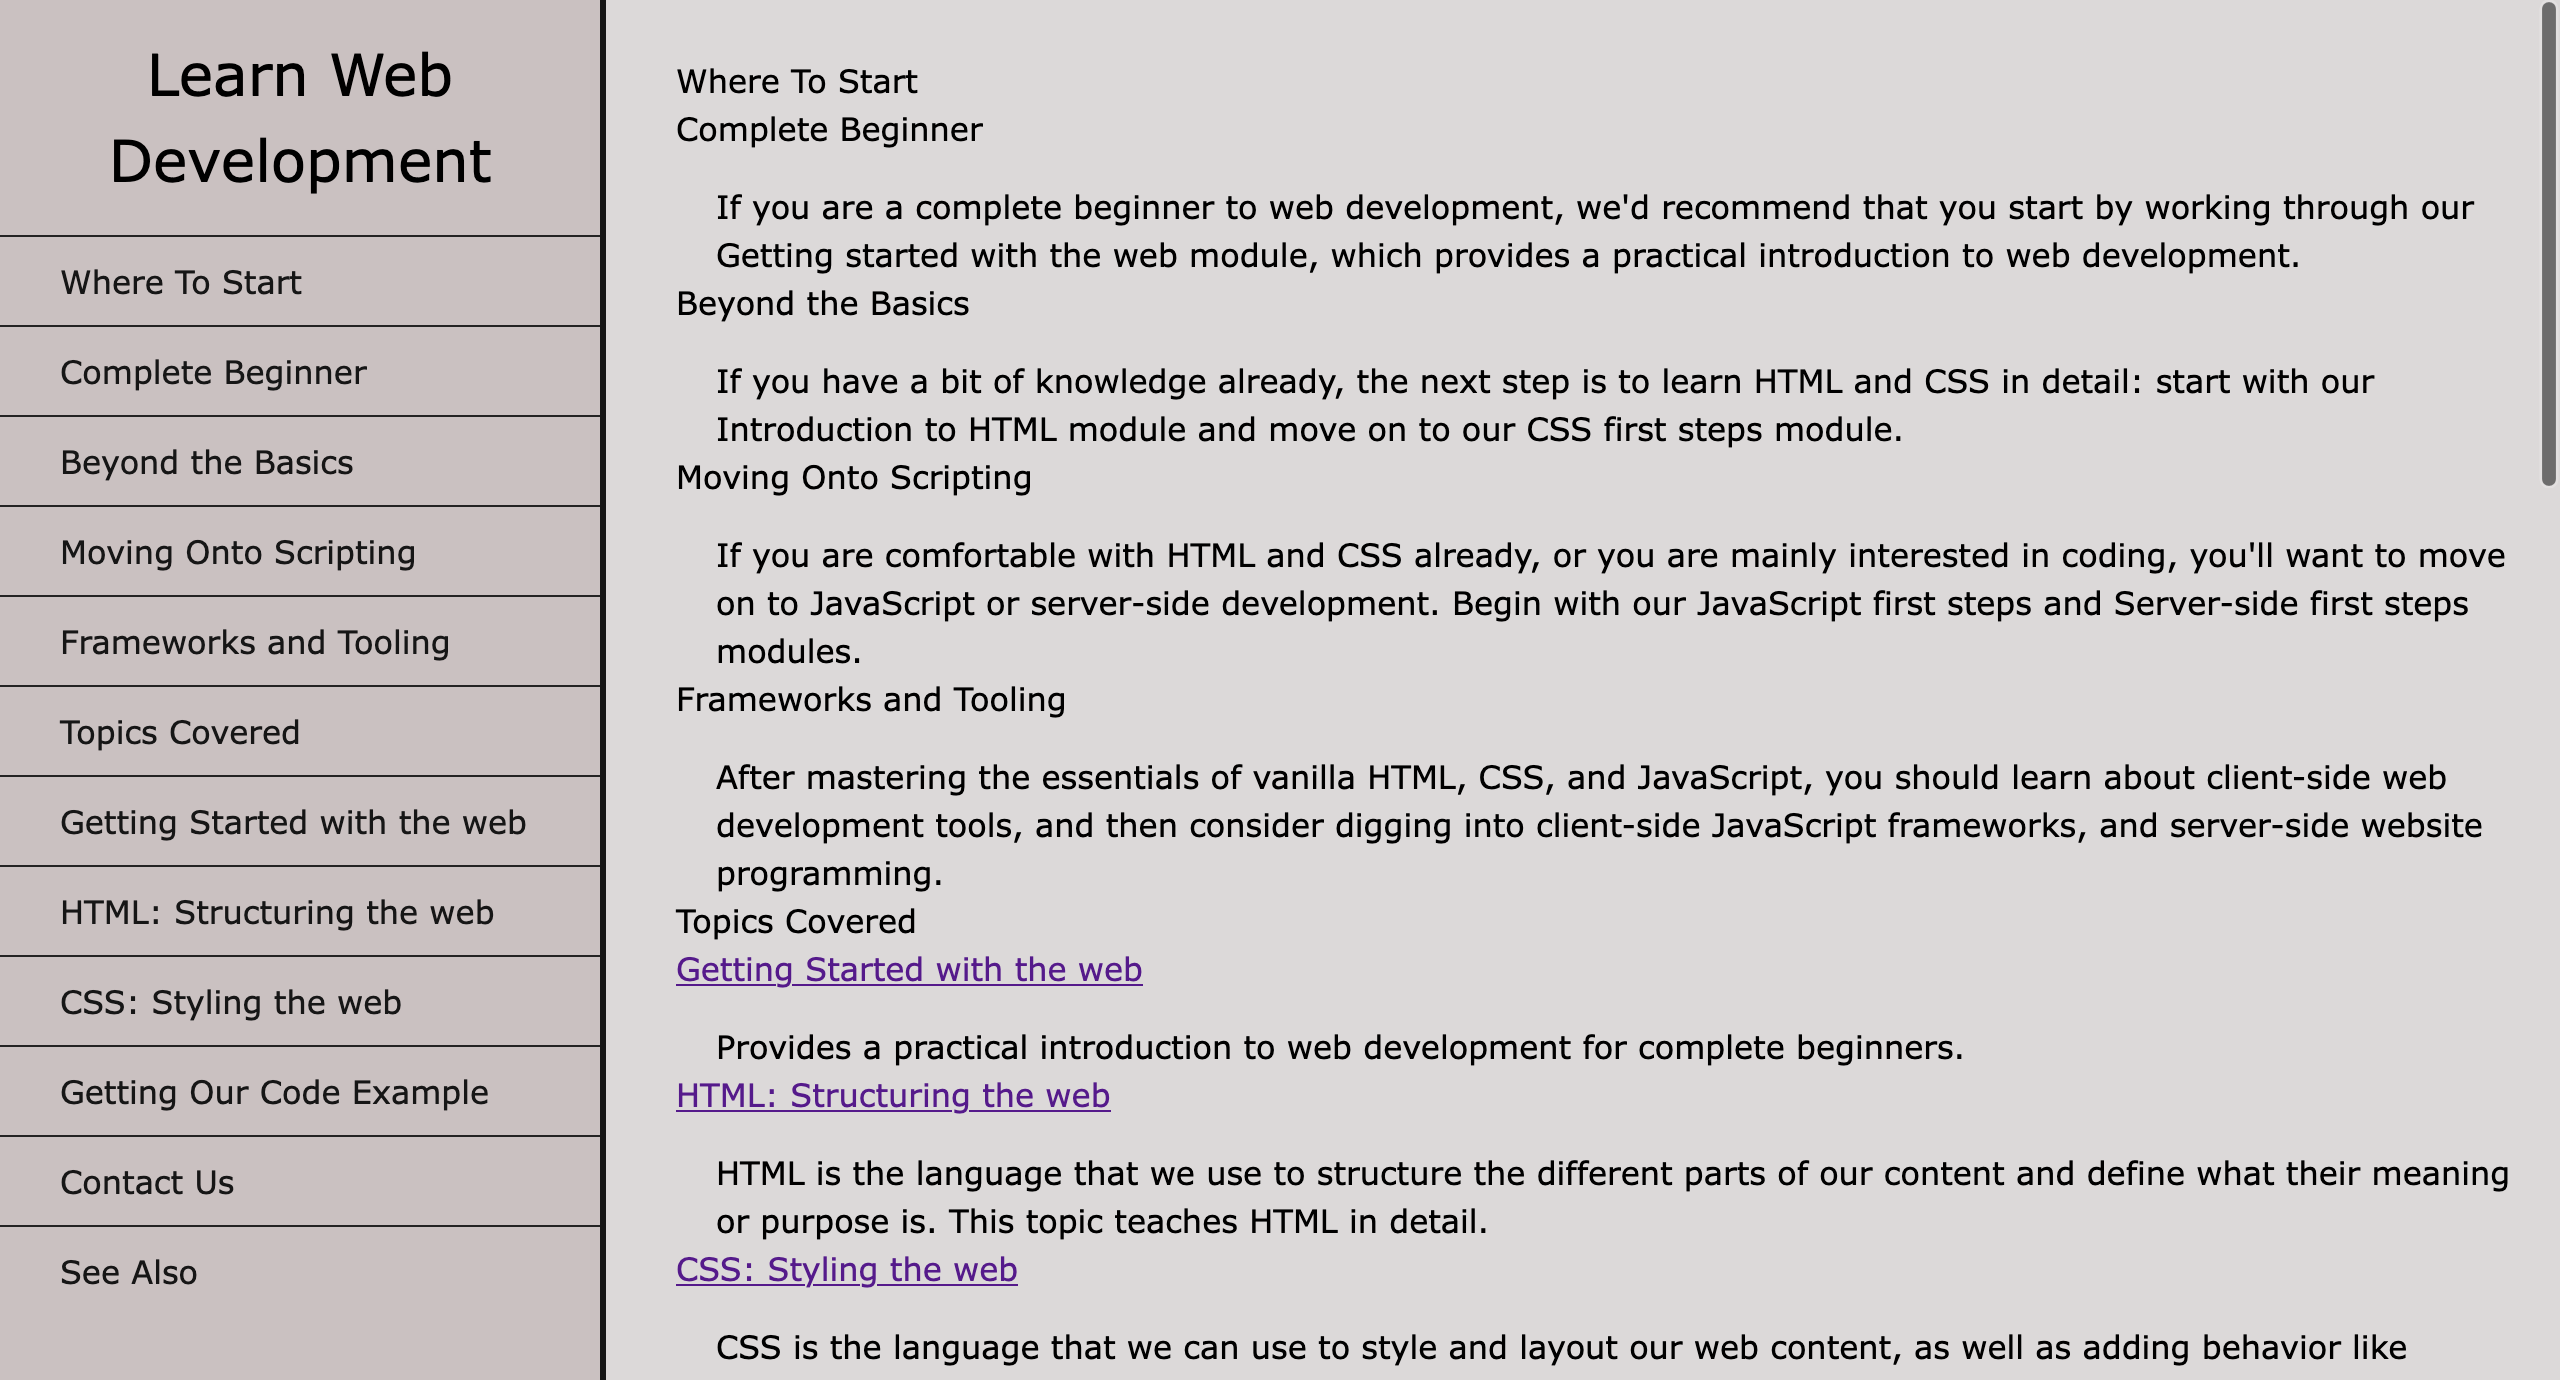 Learn Web
Development
Where To Start
Complete Beginner
Beyond the Basics
Moving Onto Scripting
Frameworks and Tooling
Topics Covered
Getting Started with the web
HTML: Structuring the web
CSS: Styling the web
Getting Our Code Example
Contact Us
See Also
Where To Start
Complete Beginner
If you are a complete beginner to web development, we'd recommend that you start by working through our
Getting started with the web module, which provides a practical introduction to web development.
Beyond the Basics
If you have a bit of knowledge already, the next step is to learn HTML and CSS in detail: start with our
Introduction to HTML module and move on to our CSS first steps module.
Moving Onto Scripting
If you are comfortable with HTML and CSS already, or you are mainly interested in coding, you'll want to move
on to JavaScript or server-side development. Begin with our JavaScript first steps and Server-side first steps
modules.
Frameworks and Tooling
After mastering the essentials of vanilla HTML, CSS, and JavaScript, you should learn about client-side web
development tools, and then consider digging into client-side JavaScript frameworks, and server-side website
programming.
Topics Covered
Getting Started with the web
Provides a practical introduction to web development for complete beginners.
HTML: Structuring the web
HTML is the language that we use to structure the different parts of our content and define what their meaning
or purpose is. This topic teaches HTML in detail.
CSS: Styling the web
CSS is the language that we can use to style and layout our web content, as well as adding behavior like